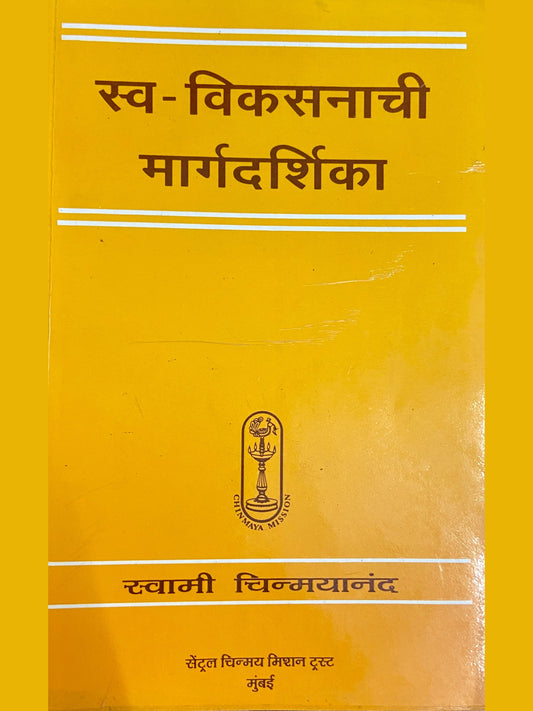 स्व - विकसनाची
मार्गदर्शिका
CHINMAYA MISSION
स्वामी चिन्मयानंद
सेंट्रल चिन्मय मिशन ट्रस्ट
मुंबई